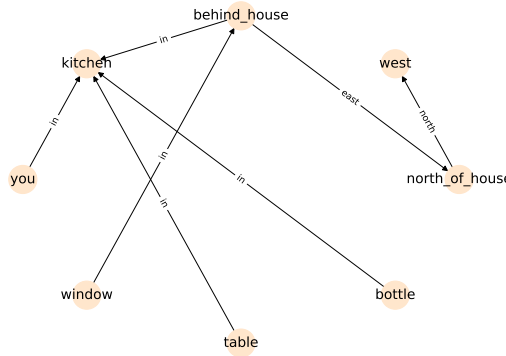 behind_house
in
kitchen
west
east
north
in
in
in
in
you
north_of_house
window
bottle
table